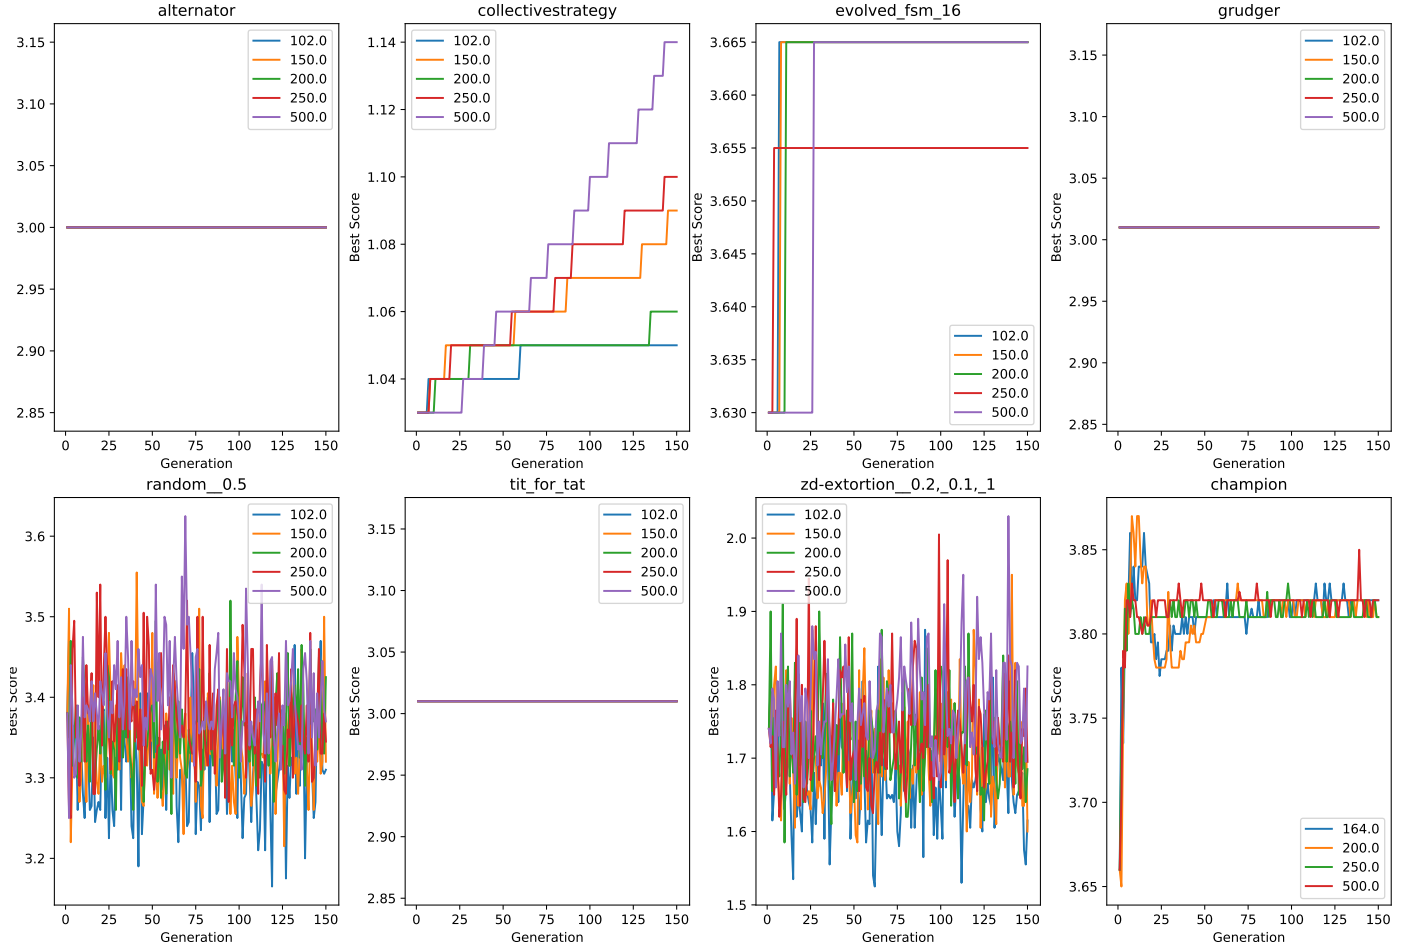 alternator
3.15
3.10
3.05
3.00
2.95
2.90
2.85
102.0
150.0
200.0
250.0
500.0
0 25 50 75 100 125 150
Generation
collectivestrategy
Best Score
1.14
1.12
1.10
1.08
1.06
1.04
102.0
150.0
200.0
250.0
500.0
0 25 50 75 100 125 150
Generation
evolved_fsm_16
Best Score
3.665
3.660
3.655
3.650
3.645
3.640
3.635
3.630
102.0
150.0
200.0
250.0
500.0
0 25 50 75 100 125 150
Generation
grudger
Best Score
3.15
3.10
3.05
3.00
2.95
2.90
2.85
102.0
150.0
200.0
250.0
500.0
0 25 50 75 100 125 150
Generation
random__0.5
Best Score
3.6
3.5
3.4
3.3
3.2
102.0
150.0
200.0
250.0
500.0
0 25 50 75 100 125 150
Generation
tit_for_tat
Best Score
3.15
3.10
3.05
3.00
2.95
2.90
2.85
102.0
150.0
200.0
250.0
500.0
0 25 50 75 100 125 150
Generation
zd-extortion__0.2,_0.1,_1
Best Score
2.0
1.9
1.8
1.7
1.6
1.5
102.0
150.0
200.0
250.0
500.0
0 25 50 75 100 125 150
Generation
champion
Best Score
3.85
3.80
3.75
3.70
3.65
164.0
200.0
250.0
500.0
0 25 50 75 100 125 150
Generation